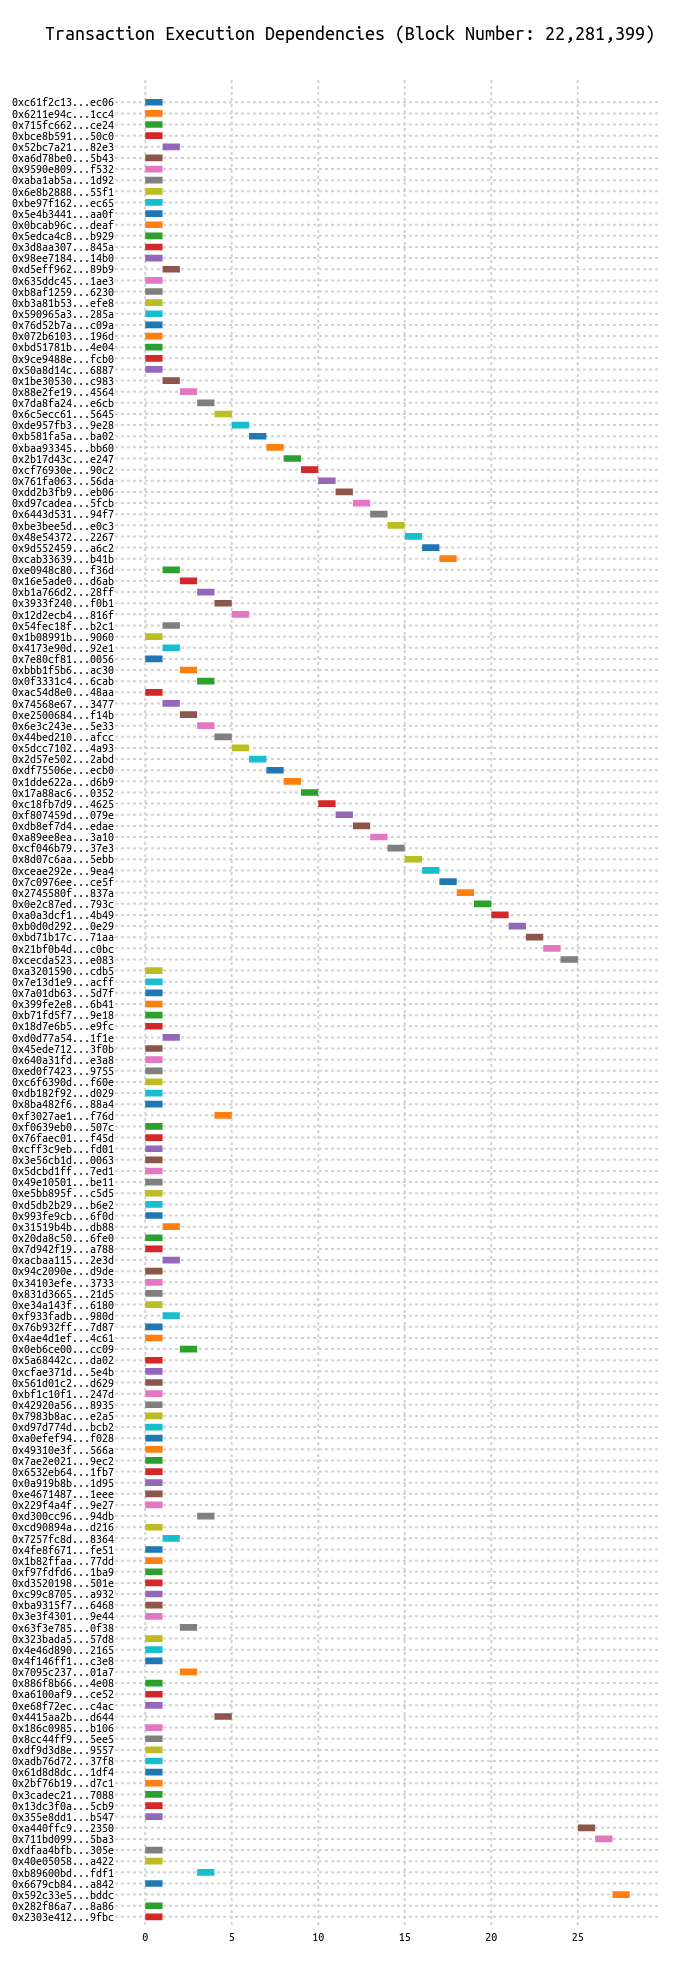 Transaction Execution Dependencies (Block Number: 22,281,399)
0xc61f2c13...ec06
0x6211e94c...1cc4
0x715fc662...ce24
0xbce8b591...50c0
0x52bc7a21...82e3
0xa6d78be0...5b43
0x9590e809...f532
0xaba1ab5a...1d92
0x6e8b2888...55f1
0xbe97f162...ec65
0x5e4b3441...aa0f
0x0bcab96c...deaf
0x5edca4c8...b929
0x3d8aa307...845a
0x98ee7184...14b0
0xd5eff962...89b9
0x635ddc45...1ae3
0xb8af1259...6230
0xb3a81b53...efe8
0x590965a3...285a
0x76d52b7a...c09a
0x072b6103...196d
0xbd51781b...4e04
0x9ce9488e...fcb0
0x50a8d14c...6887
0x1be30530...c983
0x88e2fe19...4564
0x7da8fa24...e6cb
0x6c5ecc61...5645
0xde957fb3...9e28
0xb581fa5a...ba02
0xbaa93345...bb60
0x2b17d43c...e247
0xcf76930e...90c2
0x761fa063...56da
0xdd2b3fb9...eb06
0xd97cadea...5fcb
0x6443d531...94f7
0xbe3bee5d...e0c3
0x48e54372...2267
0x9d552459...a6c2
0xcab33639...b41b
0xe0948c80...f36d
0x16e5ade0...d6ab
0xb1a766d2...28ff
0x3933f240...f0b1
0x12d2ecb4...816f
0x54fec18f...b2c1
0x1b08991b...9060
0x4173e90d...92e1
0x7e80cf81...0056
0xbbb1f5b6...ac30
0x0f3331c4...6cab
0xac54d8e0...48aa
0x74568e67...3477
0xe2500684...f14b
0x6e3c243e...5e33
0x44bed210...afcc
0x5dcc7102...4a93
0x2d57e502...2abd
0xdf75506e...ecb0
0x1dde622a...d6b9
0x17a88ac6...0352
0xc18fb7d9...4625
0xf807459d...079e
0xdb8ef7d4...edae
0xa89ee8ea...3a10
0xcf046b79...37e3
0x8d07c6aa...5ebb
0xceae292e...9ea4
0x7c0976ee...ce5f
0x2745580f...837a
0x0e2c87ed...793c
0xa0a3dcf1...4b49
0xb0d0d292...0e29
0xbd71b17c...71aa
0x21bf0b4d...c0bc
0xcecda523...e083
0xa3201590...cdb5
0x7e13d1e9...acff
0x7a01db63...5d7f
0x399fe2e8...6b41
0xb71fd5f7...9e18
0x18d7e6b5...e9fc
0xd0d77a54...1f1e
0x45ede712...3f0b
0x640a31fd...e3a8
0xed0f7423...9755
0xc6f6390d...f60e
0xdb182f92...d029
0x8ba482f6...88a4
0xf3027ae1...f76d
0xf0639eb0...507c
0x76faec01...f45d
0xcff3c9eb...fd01
0x3e56cb1d...0063
0x5dcbd1ff...7ed1
0x49e10501...be11
0xe5bb895f...c5d5
0xd5db2b29...b6e2
0x993fe9cb...6f0d
0x31519b4b...db88
0x20da8c50...6fe0
0x7d942f19...a788
0xacbaa115...2e3d
0x94c2090e...d9de
0x34103efe...3733
0x831d3665...21d5
0xe34a143f...6180
0xf933fadb...980d
0x76b932ff...7d87
0x4ae4d1ef...4c61
0x0eb6ce00...cc09
0x5a68442c...da02
0xcfae371d...5e4b
0x561d01c2...d629
0xbf1c10f1...247d
0x42920a56...8935
0x7983b8ac...e2a5
0xd97d774d...bcb2
0xa0efef94...f028
0x49310e3f...566a
0x7ae2e021...9ec2
0x6532eb64...1fb7
0x0a919b8b...1d95
0xe4671487...1eee
0x229f4a4f...9e27
0xd300cc96...94db
0xcd90894a...d216
0x7257fc8d...8364
0x4fe8f671...fe51
0x1b82ffaa...77dd
0xf97fdfd6...1ba9
0xd3520198...501e
0xc99c8705...a932
0xba9315f7...6468
0x3e3f4301...9e44
0x63f3e785...0f38
0x323bada5...57d8
0x4e46d890...2165
0x4f146ff1...c3e8
0x7095c237...01a7
0x886f8b66...4e08
0xa6100af9...ce52
0xe68f72ec...c4ac
0x4415aa2b...d644
0x186c0985...b106
0x8cc44ff9...5ee5
0xdf9d3d8e...9557
0xadb76d72...37f8
0x61d8d8dc...1df4
0x2bf76b19...d7c1
0x3cadec21...7088
0x13dc3f0a...5cb9
0x355e8dd1...b547
0xa440ffc9...2350
0x711bd099...5ba3
0xdfaa4bfb...305e
0x40e05058...a422
0xb89600bd...fdf1
0x6679cb84...a842
0x592c33e5...bddc
0x282f86a7...8a86
0x2303e412...9fbc
0 5 10 15 20 25